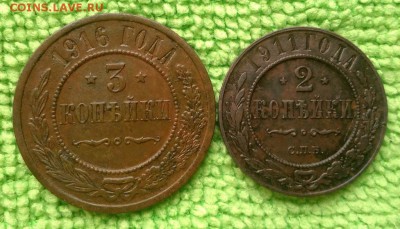 COINS.LAVE.RU
1916 ГОДА
3
КОПѢЙКИ
1911 ГОДА
2
КОПѢЙКИ
С.П.Б.